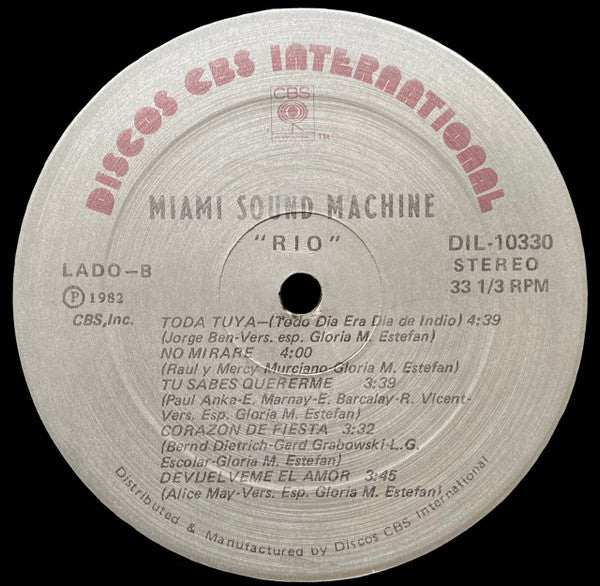 DISCOS CBS INTERNATIONAL
CBS
TM
MIAMI SOUND MACHINE
"RIO"
DIL-10330
STEREO
33 1/3 RPM
LADO-B
Ⓟ 1982
CBS, Inc.
TODA TUYA-(Todo Dia Era Dia de Indio) 4:39
(Jorge Ben-Vers. esp. Gloria M. Estefan)
NO MIRARE 4:00
(Raul y Mercy Murciano-Gloria M. Estefan)
TU SABES QUERERME 3:39
(Paul Anka-E. Marnay-E. Barcalay-R. Vicent-
Vers. Esp. Gloria M. Estefan)
CORAZON DE FIESTA 3:32
(Bernd Dietrich-Gerd Grabowski-L.G.
Escolar-Gloria M. Estefan)
DEVUELVEME EL AMOR 3:45
(Alice May-Vers. Esp. Gloria M. Estefan)
Distributed & Manufactured by Discos CBS International